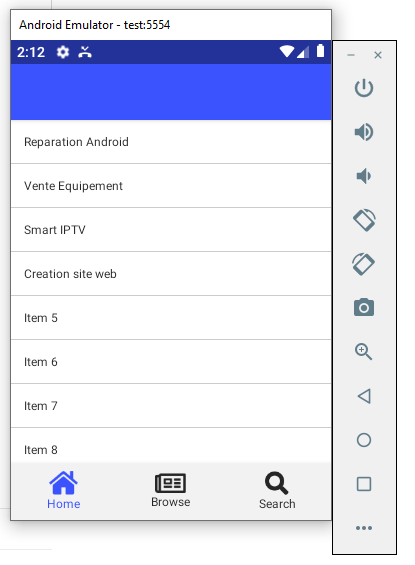 Android Emulator - test:5554
2:12
Reparation Android
Vente Equipement
Smart IPTV
Creation site web
Item 5
Item 6
Item 7
Item 8
Home
Browse
Search